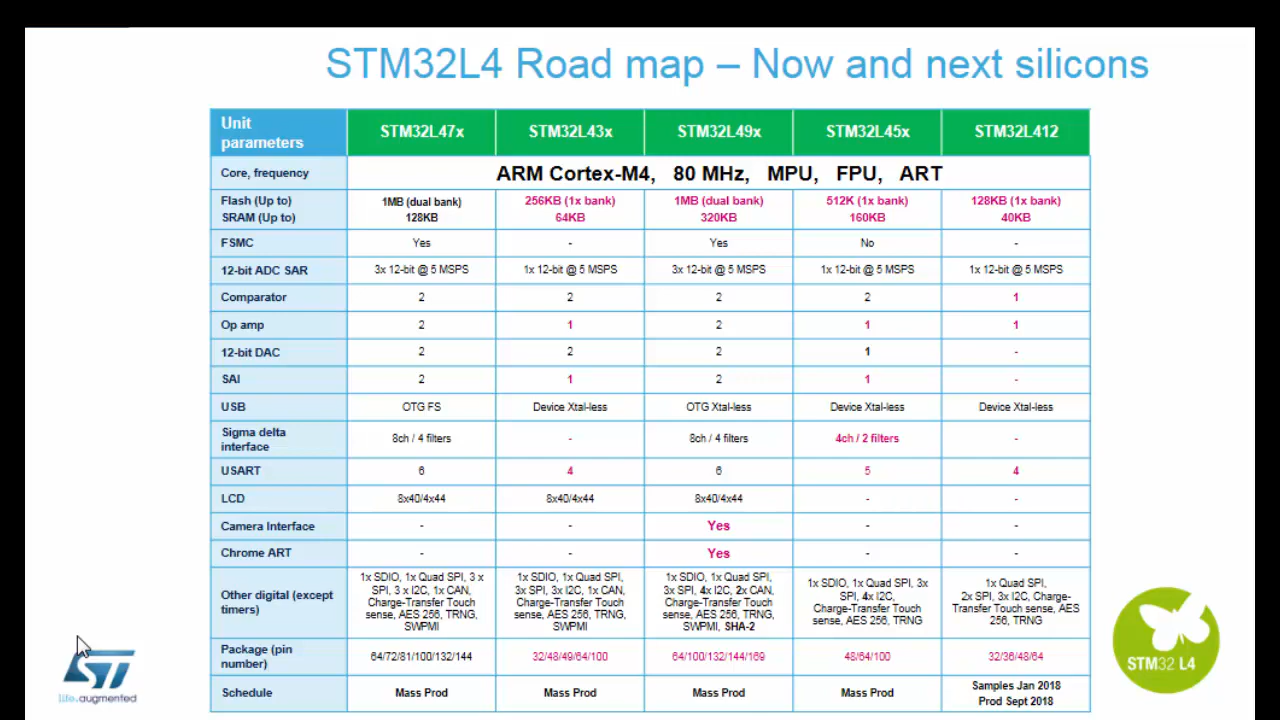 STM32L4 Road map – Now and next silicons
Unit parameters STM32L47x STM32L43x STM32L49x STM32L45x STM32L412
Core, frequency ARM Cortex-M4, 80 MHz, MPU, FPU, ART
Flash (Up to) 1MB (dual bank) 256KB (1x bank) 1MB (dual bank) 512K (1x bank) 128KB (1x bank)
SRAM (Up to) 128KB 64KB 320KB 160KB 40KB
FSMC Yes - Yes No -
12-bit ADC SAR 3x 12-bit @ 5 MSPS 1x 12-bit @ 5 MSPS 3x 12-bit @ 5 MSPS 1x 12-bit @ 5 MSPS 1x 12-bit @ 5 MSPS
Comparator 2 2 2 2 1
Op amp 2 1 2 1 1
12-bit DAC 2 2 2 1 -
SAI 2 1 2 1 -
USB OTG FS Device Xtal-less OTG Xtal-less Device Xtal-less Device Xtal-less
Sigma delta interface 8ch / 4 filters - 8ch / 4 filters 4ch / 2 filters -
USART 6 4 6 5 4
LCD 8x40/4x44 8x40/4x44 8x40/4x44 - -
Camera Interface - - Yes - -
Chrome ART - - Yes - -
Other digital (except timers)
1x SDIO, 1x Quad SPI, 3 x
SPI, 3 x I2C, 1x CAN,
Charge-Transfer Touch
sense, AES 256, TRNG,
SWPMI
1x SDIO, 1x Quad SPI,
3x SPI, 3x I2C, 1x CAN,
Charge-Transfer Touch
sense, AES 256, TRNG,
SWPMI
1x SDIO, 1x Quad SPI,
3x SPI, 4x I2C, 2x CAN,
Charge-Transfer Touch
sense, AES 256, TRNG,
SWPMI, SHA-2
1x SDIO, 1x Quad SPI, 3x
SPI, 4x I2C,
Charge-Transfer Touch
sense, AES 256, TRNG
1x Quad SPI,
2x SPI, 3x I2C, Charge-
Transfer Touch sense, AES
256, TRNG
Package (pin number) 64/72/81/100/132/144 32/48/49/64/100 64/100/132/144/169 48/64/100 32/36/48/64
Schedule Mass Prod Mass Prod Mass Prod Mass Prod Samples Jan 2018
Prod Sept 2018
ST
life.augmented
STM32 L4